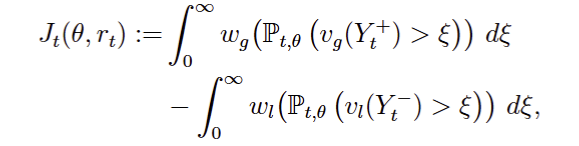 J_t(θ, r_t) := ∫_0^∞ w_g(ℙ_{t,θ} (v_g(Y_t^+) > ξ)) dξ
− ∫_0^∞ w_l(ℙ_{t,θ} (v_l(Y_t^−) > ξ)) dξ,